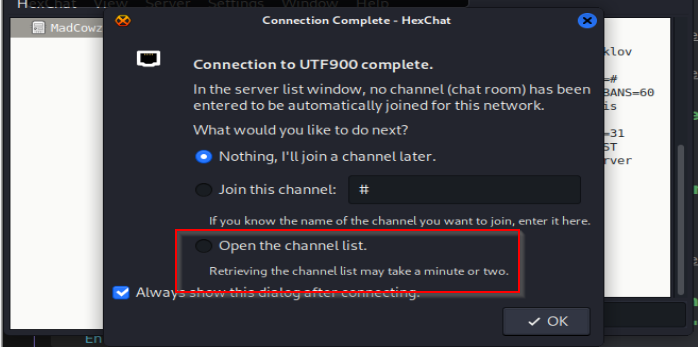 HexChat View Server Settings Window Help
Connection Complete - HexChat
MadCowz
klov
Connection to UTF900 complete.
=#
In the server list window, no channel (chat room) has been
BANS=60
entered to be automatically joined for this network.
is
What would you like to do next?
=31
Nothing, I'll join a channel later.
ST
rver
Join this channel: #
If you know the name of the channel you want to join, enter it here.
Open the channel list.
Retrieving the channel list may take a minute or two.
Always show this dialog after connecting.
OK
En